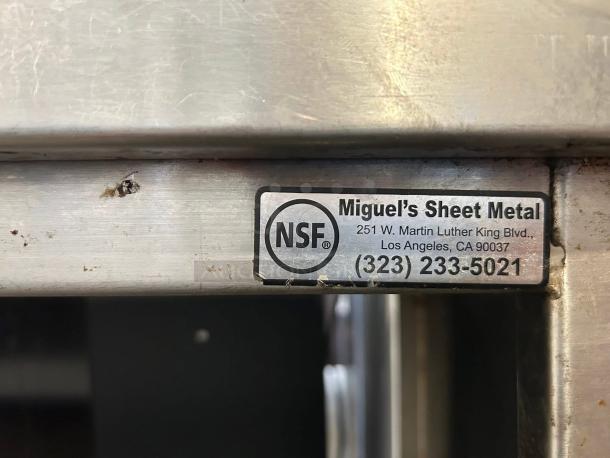 Miguel's Sheet Metal
NSF®
251 W. Martin Luther King Blvd.,
Los Angeles, CA 90037
(323) 233-5021